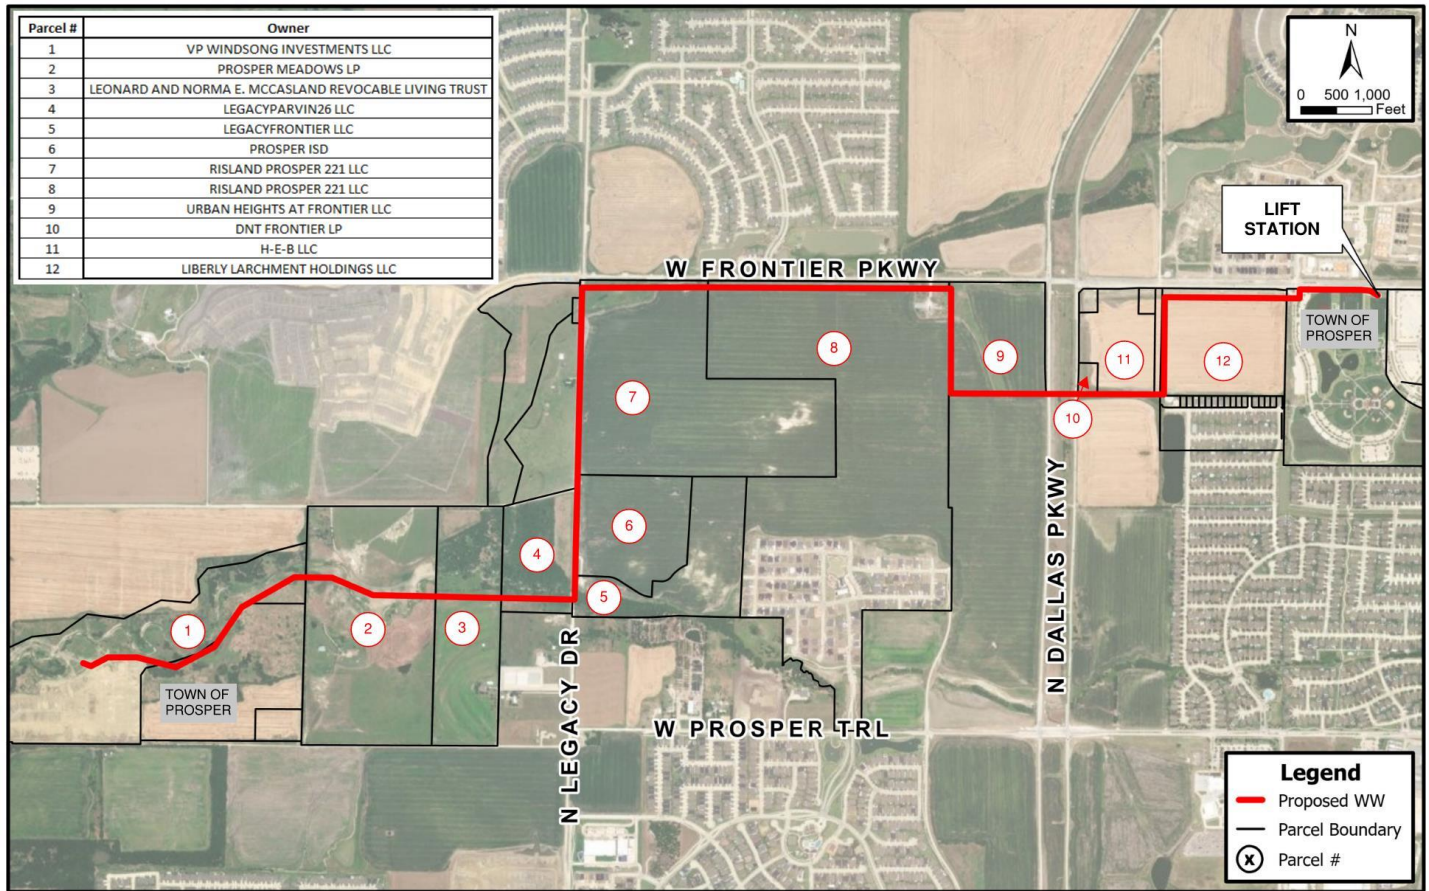 Parcel # Owner
1 VP WINDSONG INVESTMENTS LLC
2 PROSPER MEADOWS LP
3 LEONARD AND NORMA E. MCCASLAND REVOCABLE LIVING TRUST
4 LEGACYPARVIN26 LLC
5 LEGACYFRONTIER LLC
6 PROSPER ISD
7 RISLAND PROSPER 221 LLC
8 RISLAND PROSPER 221 LLC
9 URBAN HEIGHTS AT FRONTIER LLC
10 DNT FRONTIER LP
11 H-E-B LLC
12 LIBERLY LARCHMENT HOLDINGS LLC
N
0 500 1,000
Feet
LIFT
STATION
W FRONTIER PKWY
TOWN OF
PROSPER
8
9
11
12
7
10
6
4
5
1
2
3
N DALLAS PKWY
N LEGACY DR
TOWN OF
PROSPER
W PROSPER TRL
Legend
Proposed WW
Parcel Boundary
X Parcel #